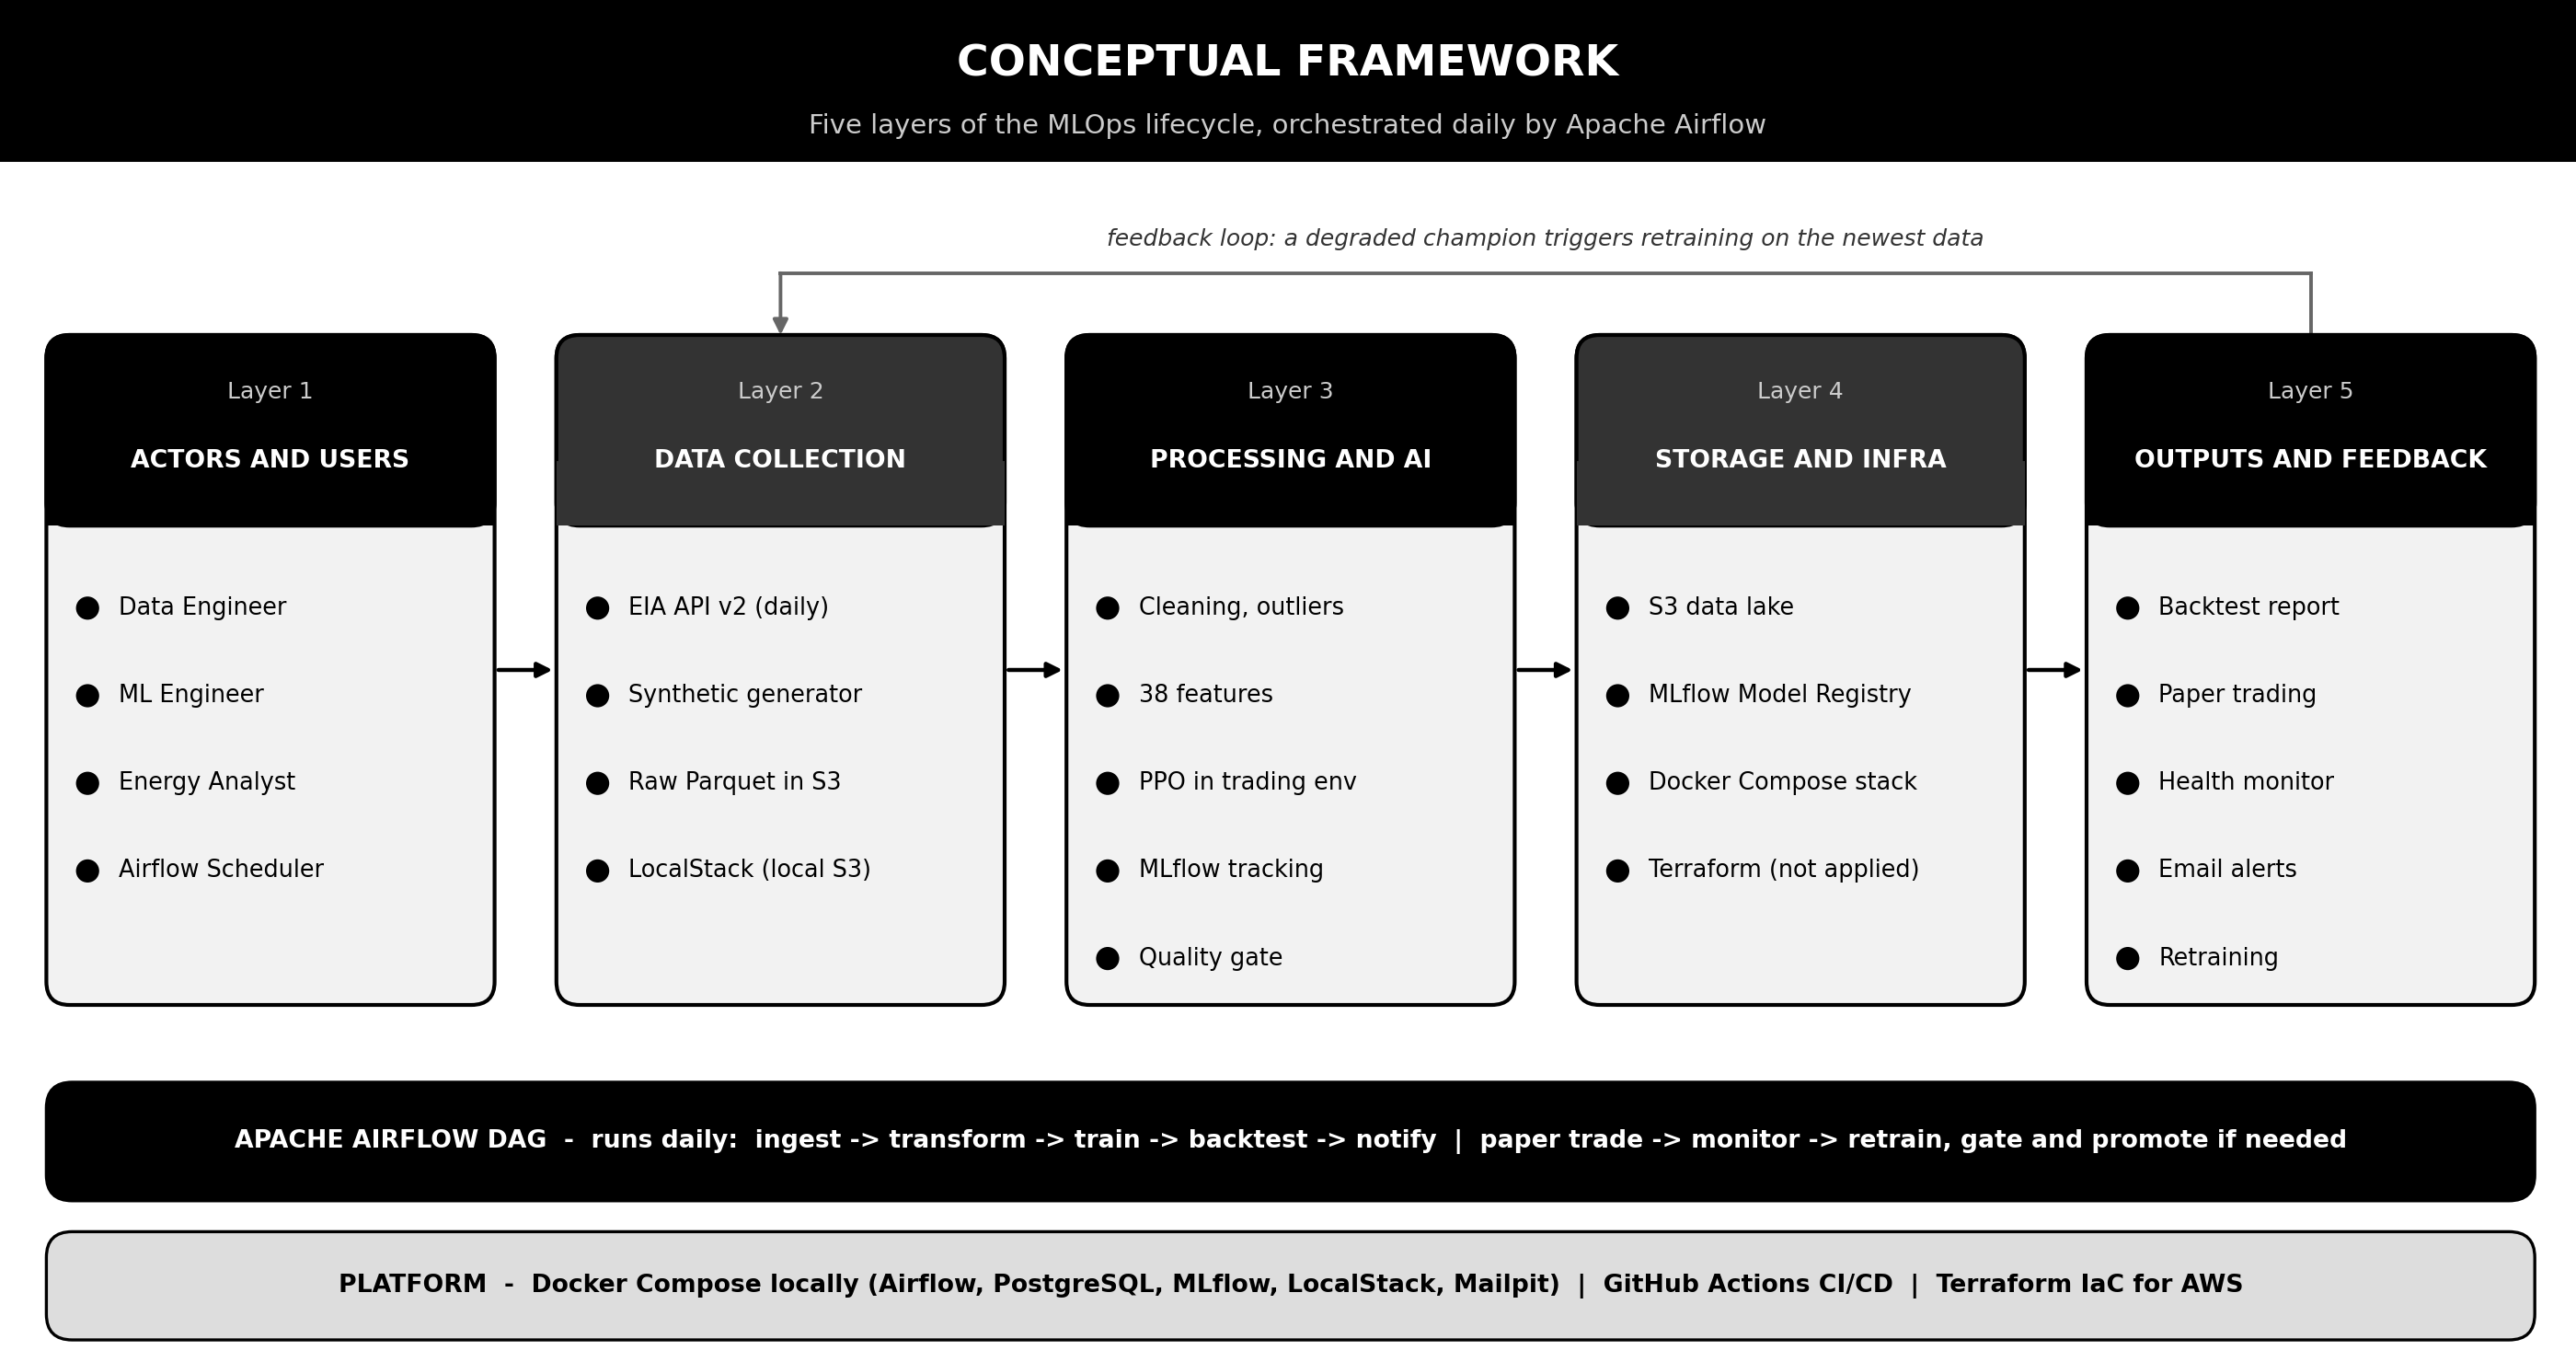 CONCEPTUAL FRAMEWORK
Five layers of the MLOps lifecycle, orchestrated daily by Apache Airflow
feedback loop: a degraded champion triggers retraining on the newest data
Layer 1
ACTORS AND USERS
Data Engineer
ML Engineer
Energy Analyst
Airflow Scheduler
Layer 2
DATA COLLECTION
EIA API v2 (daily)
Synthetic generator
Raw Parquet in S3
LocalStack (local S3)
Layer 3
PROCESSING AND AI
Cleaning, outliers
38 features
PPO in trading env
MLflow tracking
Quality gate
Layer 4
STORAGE AND INFRA
S3 data lake
MLflow Model Registry
Docker Compose stack
Terraform (not applied)
Layer 5
OUTPUTS AND FEEDBACK
Backtest report
Paper trading
Health monitor
Email alerts
Retraining
APACHE AIRFLOW DAG - runs daily: ingest -> transform -> train -> backtest -> notify | paper trade -> monitor -> retrain, gate and promote if needed
PLATFORM - Docker Compose locally (Airflow, PostgreSQL, MLflow, LocalStack, Mailpit) | GitHub Actions CI/CD | Terraform IaC for AWS